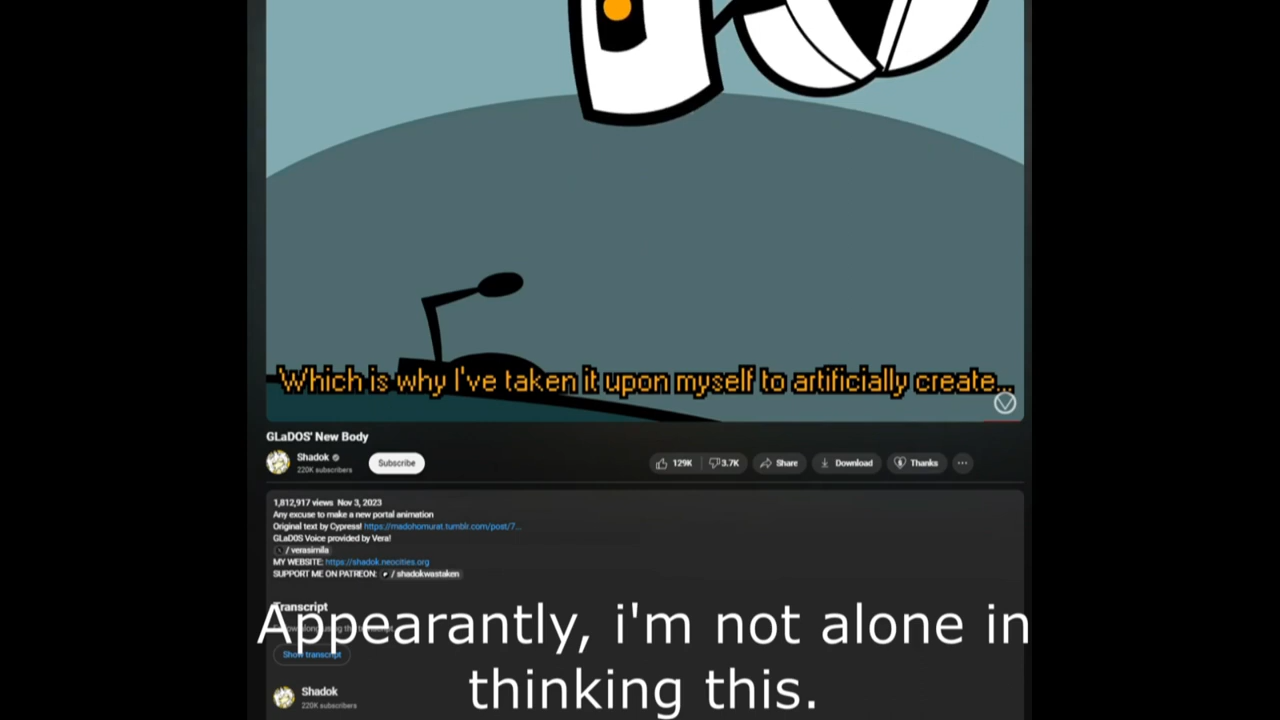 Which is why I've taken it upon myself to artificially create...
GLaDOS' New Body
Shadok
220K subscribers
Subscribe
129K
3.7K
Share
Download
Thanks
1,812,917 views Nov 3, 2023
Any excuse to make a new portal animation
Original text by Cypress! https://madohomurat.tumblr.com/post/7...
GLaDOS Voice provided by Vera!
/ verasimila
MY WEBSITE: https://shadok.neocities.org
SUPPORT ME ON PATREON: / shadokwastaken
Transcript
Appearantly, i'm not alone in
Show transcript
thinking this.
Shadok
220K subscribers